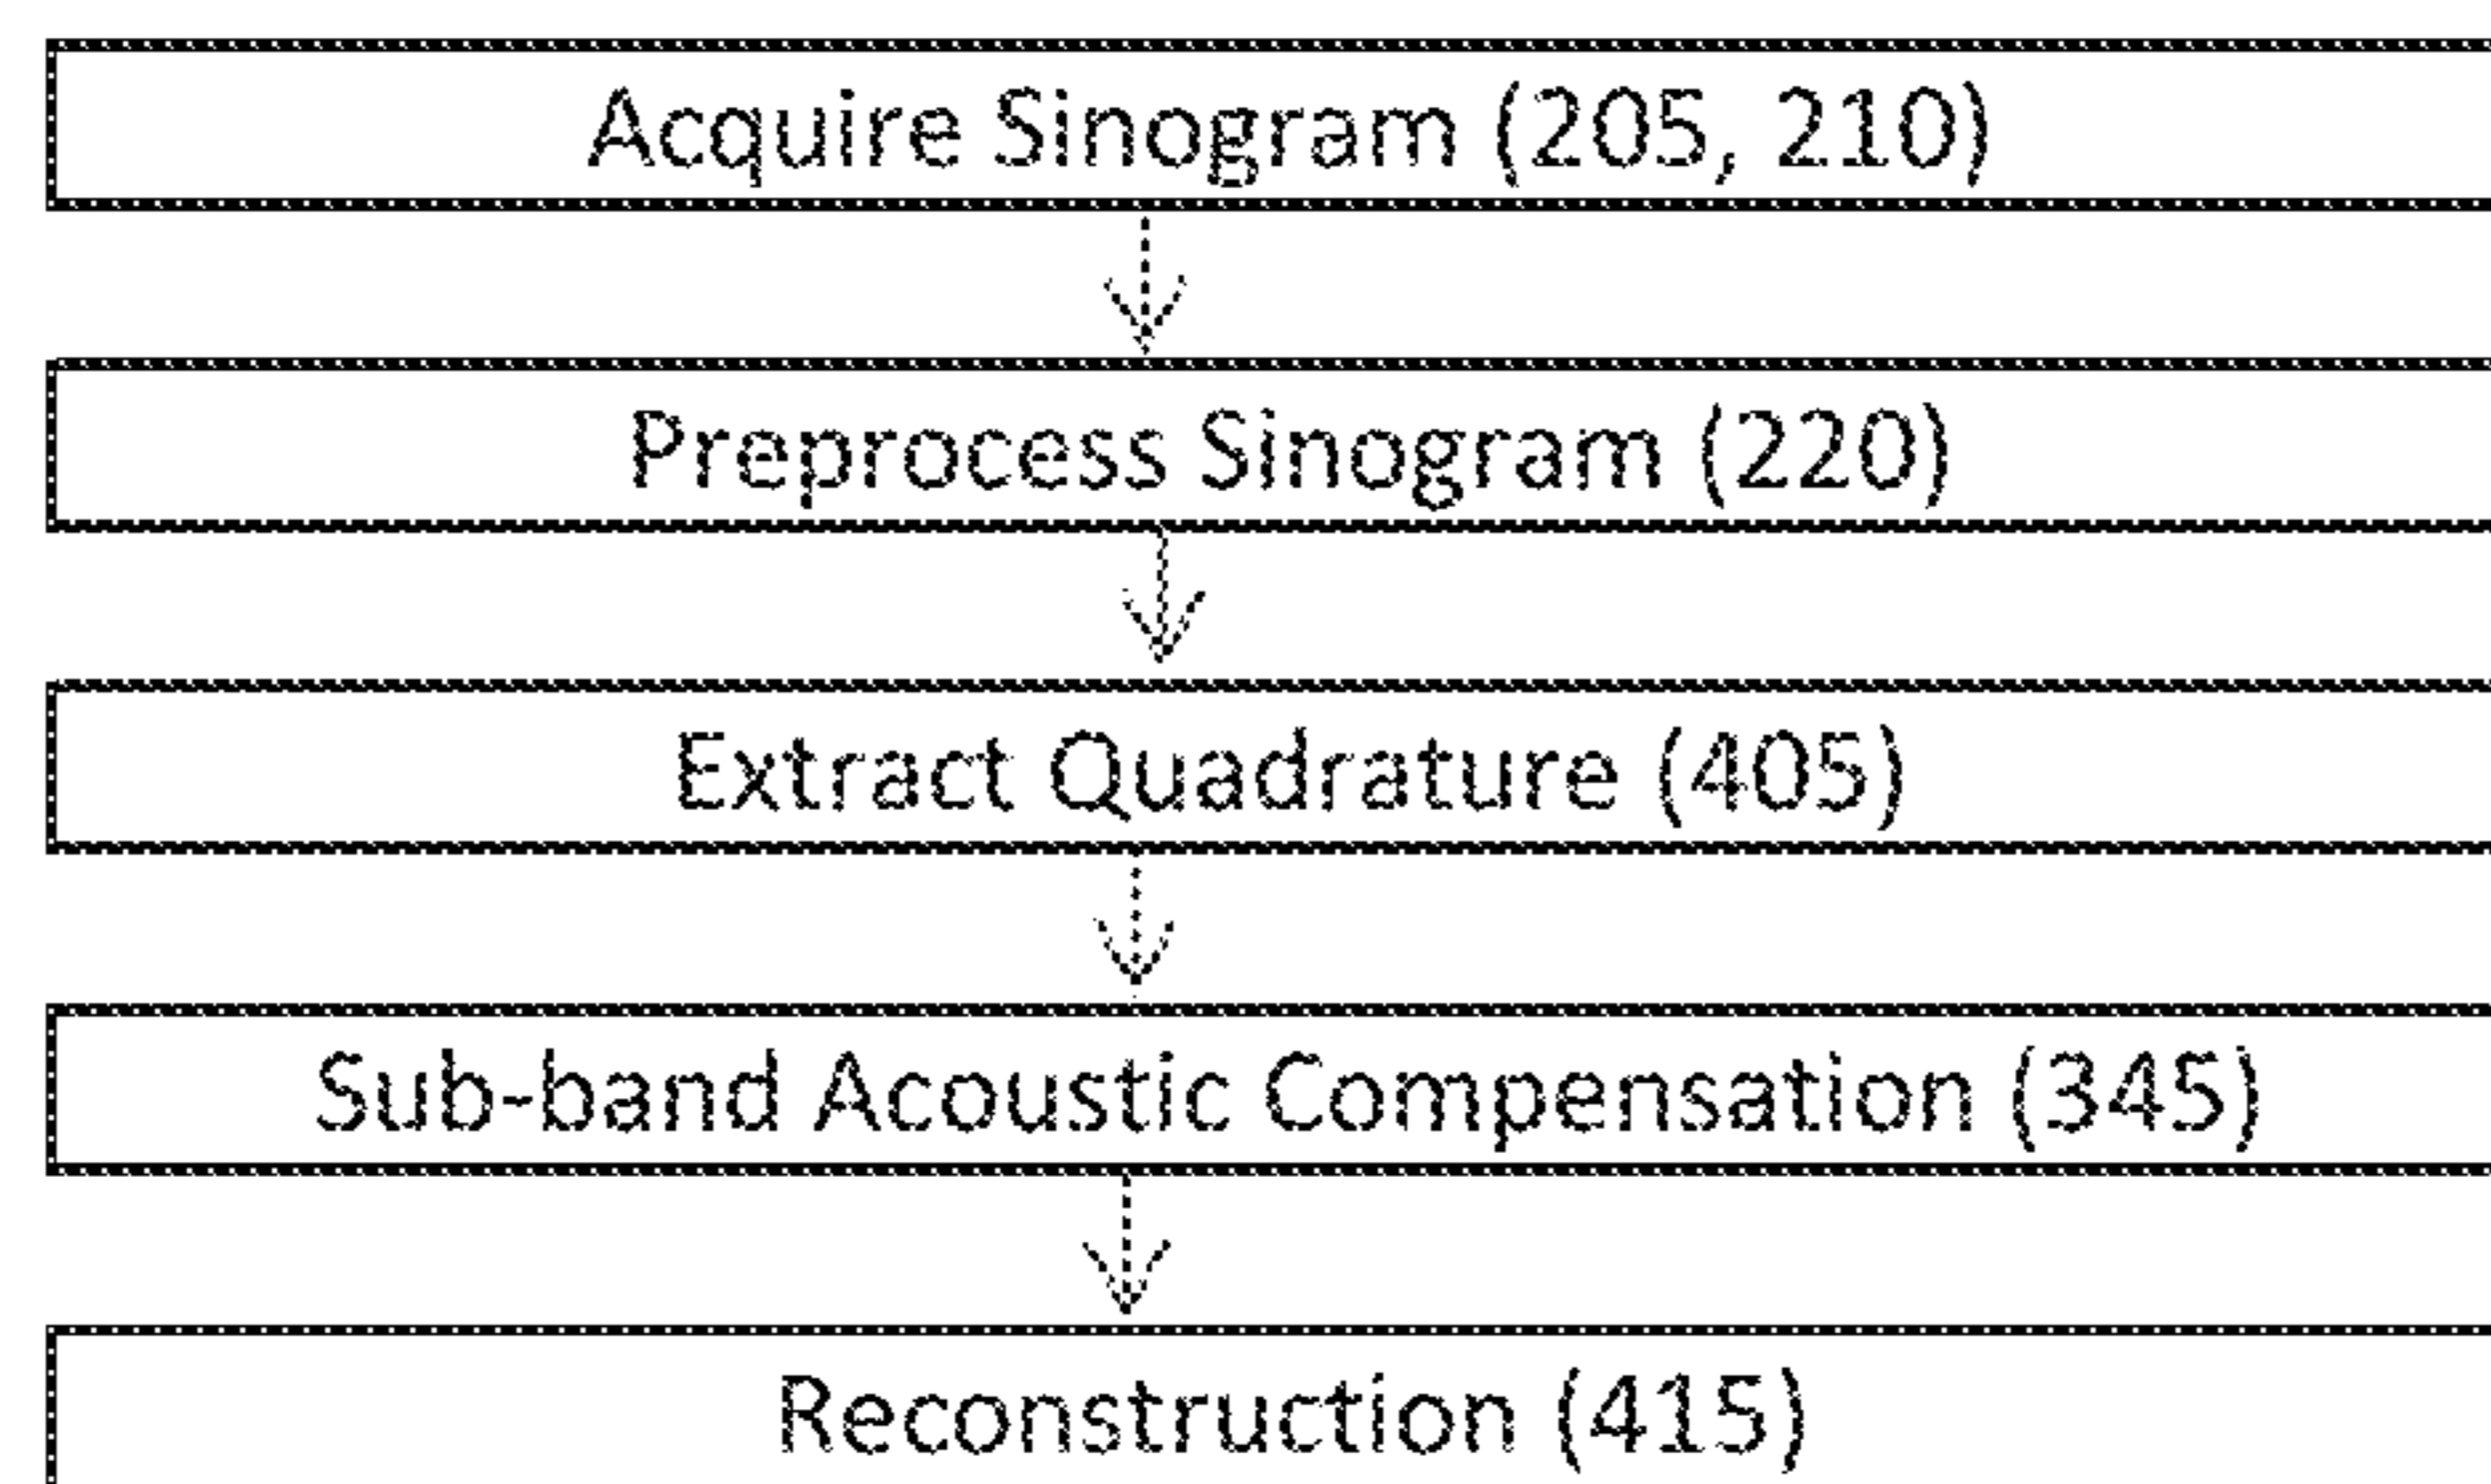 Acquire Sinogram (205, 210)
Preprocess Sinogram (220)
Extract Quadrature (405)
Sub-band Acoustic Compensation (345)
Reconstruction (415)